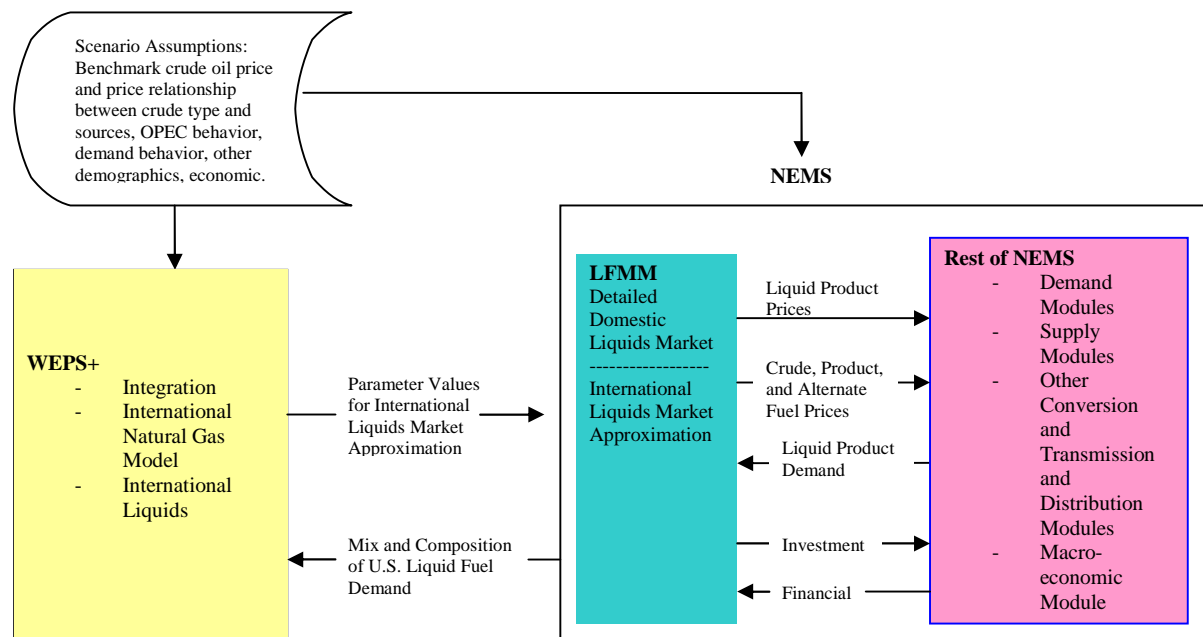 Scenario Assumptions:
Benchmark crude oil price
and price relationship
between crude type and
sources, OPEC behavior,
demand behavior, other
demographics, economic.
NEMS
WEPS+
- Integration
- International
Natural Gas
Model
- International
Liquids
Parameter Values
for International
Liquids Market
Approximation
Mix and Composition
of U.S. Liquid Fuel
Demand
LFMM
Detailed
Domestic
Liquids Market
------------------
International
Liquids Market
Approximation
Liquid Product
Prices
Crude, Product,
and Alternate
Fuel Prices
Liquid Product
Demand
Investment
Financial
Rest of NEMS
- Demand
Modules
- Supply
Modules
- Other
Conversion
and
Transmission
and
Distribution
Modules
- Macro-
economic
Module